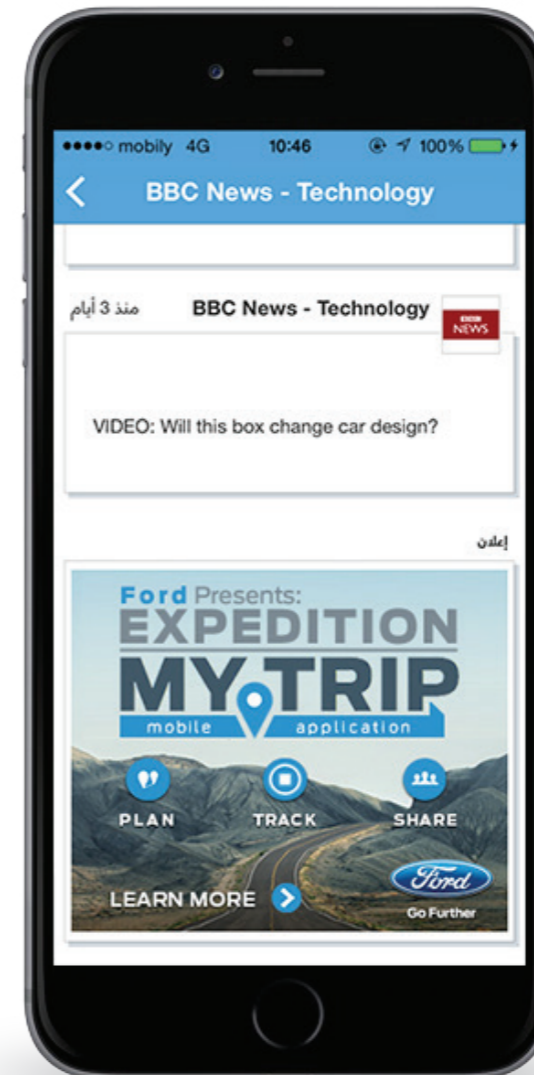 mobily 4G 10:46 100%
BBC News - Technology
منذ 3 أيام BBC News - Technology
BBC
NEWS
VIDEO: Will this box change car design?
إعلان
Ford Presents:
EXPEDITION
MY TRIP
mobile application
PLAN TRACK SHARE
LEARN MORE
Ford
Go Further